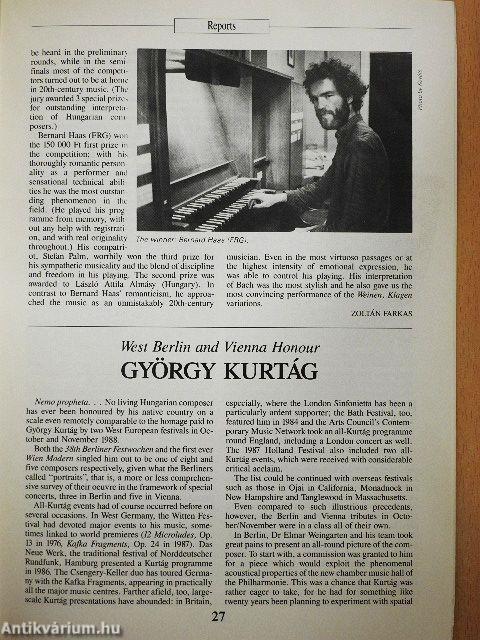 Reports
be heard in the preliminary
rounds, while in the semi-
finals most of the competi-
tors turned out to be at home
in 20th-century music. (The
jury awarded 3 special prizes
for outstanding interpreta-
tion of Hungarian com-
posers.)
Bernard Haas (FRG) won
the 150 000 Ft first prize in
the competition; with his
thoroughly romantic person-
ality as a performer and
sensational technical abili-
ties he was the most outstan-
ding phenomenon in the
field. (He played his prog-
ramme from memory, with-
out any help with registrati-
on, and with real originality
throughout.) His compatri-
ot, Stefan Palm, worthily won the third prize for
his sympathetic musicality and the blend of discipline
and freedom in his playing. The second prize was
awarded to László Attila Almásy (Hungary). In
contrast to Bernard Haas' romanticism, he approa-
ched the music as an unmistakably 20th-century
Photo by
The winner: Bernard Haas (FRG).
musician. Even in the most virtuoso passages or at
the highest intensity of emotional expression, he
was able to control his playing. His interpretation
of Bach was the most stylish and he also gave us the
most convincing performance of the Weinen, Klagen
variations.
ZOLTÁN FARKAS
West Berlin and Vienna Honour
GYÖRGY KURTÁG
Nemo propheta. . . No living Hungarian composer
has ever been honoured by his native country on a
scale even remotely comparable to the homage paid to
György Kurtág by two West European festivals in Oc-
tober and November 1988.
Both the 38th Berliner Festwochen and the first ever
Wien Modern singled him out to be one of eight and
five composers respectively, given what the Berliners
called "portraits", that is, a more or less comprehen-
sive survey of their oeuvre in the framework of special
concerts, three in Berlin and five in Vienna.
All-Kurtág events had of course occurred before on
several occasions. In West Germany, the Witten Fes-
tival had devoted major events to his music, some-
times linked to world premières (12 Microludes, Op.
13 in 1976, Kafka Fragments, Op. 24 in 1987). Das
Neue Werk, the traditional festival of Norddeutscher
Rundfunk, Hamburg presented a Kurtág programme
in 1986. The Csengery-Keller duo has toured Germa-
ny with the Kafka Fragments, appearing in practically
all the major music centres. Farther afield, too, large-
scale Kurtág presentations have abounded: in Britain,
especially, where the London Sinfonietta has been a
particularly ardent supporter; the Bath Festival, too,
featured him in 1984 and the Arts Council's Contem-
porary Music Network took an all-Kurtág programme
round England, including a London concert as well.
The 1987 Holland Festival also included two all-
Kurtág events, which were received with considerable
critical acclaim.
The list could be continued with overseas festivals
such as those in Ojai in California, Monadnock in
New Hampshire and Tanglewood in Massachusetts.
Even compared to such illustrious precedents,
however, the Berlin and Vienna tributes in Octo-
ber/November were in a class all of their own.
In Berlin, Dr Elmar Weingarten and his team took
great pains to present an all-round picture of the com-
poser. To start with, a commission was granted to him
for a piece which would exploit the phenomenal
acoustical properties of the new chamber music hall of
the Philharmonie. This was a chance that Kurtág was
rather eager to take, for he had for something like
twenty years been planning to experiment with spatial
27
Antikvárium.hu